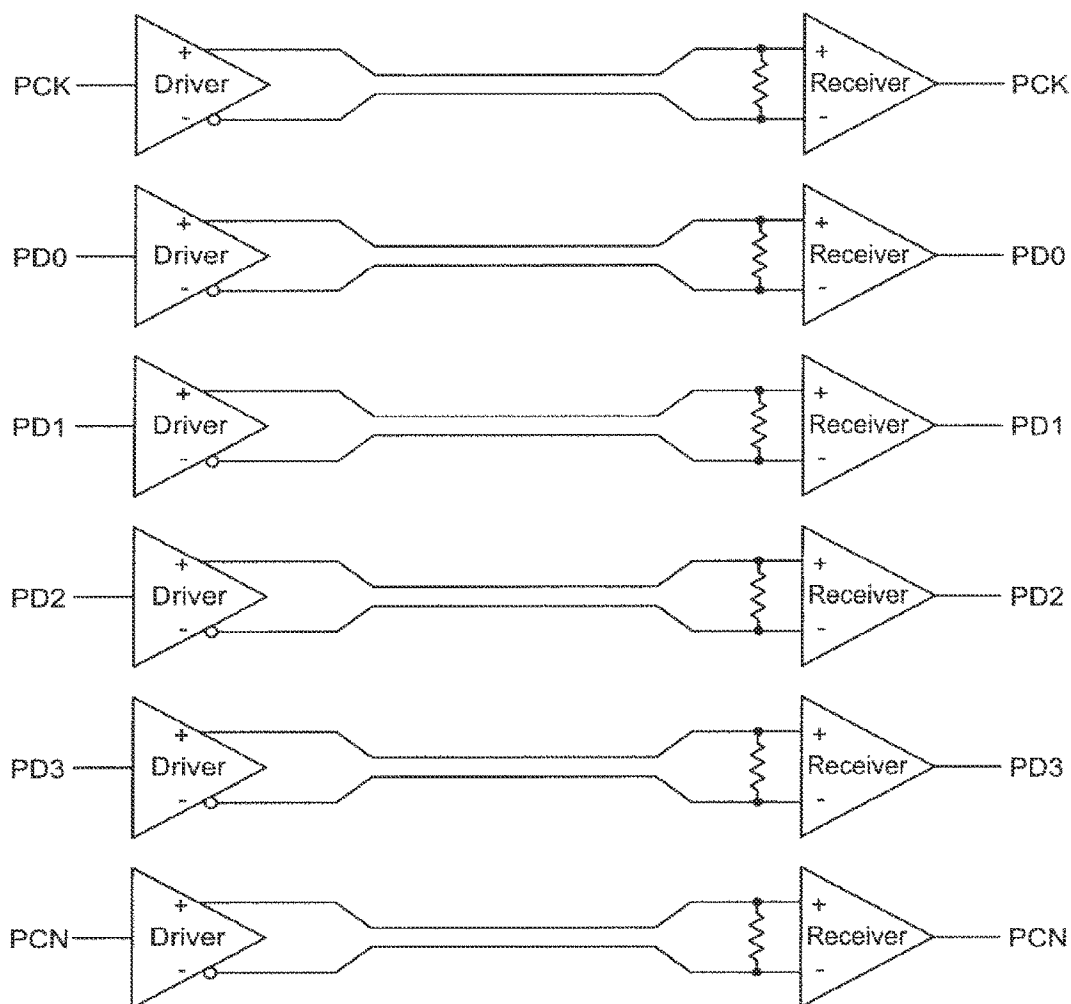 +
PCK Driver
-
+
Receiver PCK
-
+
PD0 Driver
-
+
Receiver PD0
-
+
PD1 Driver
-
+
Receiver PD1
-
+
PD2 Driver
-
+
Receiver PD2
-
+
PD3 Driver
-
+
Receiver PD3
-
+
PCN Driver
-
+
Receiver PCN
-